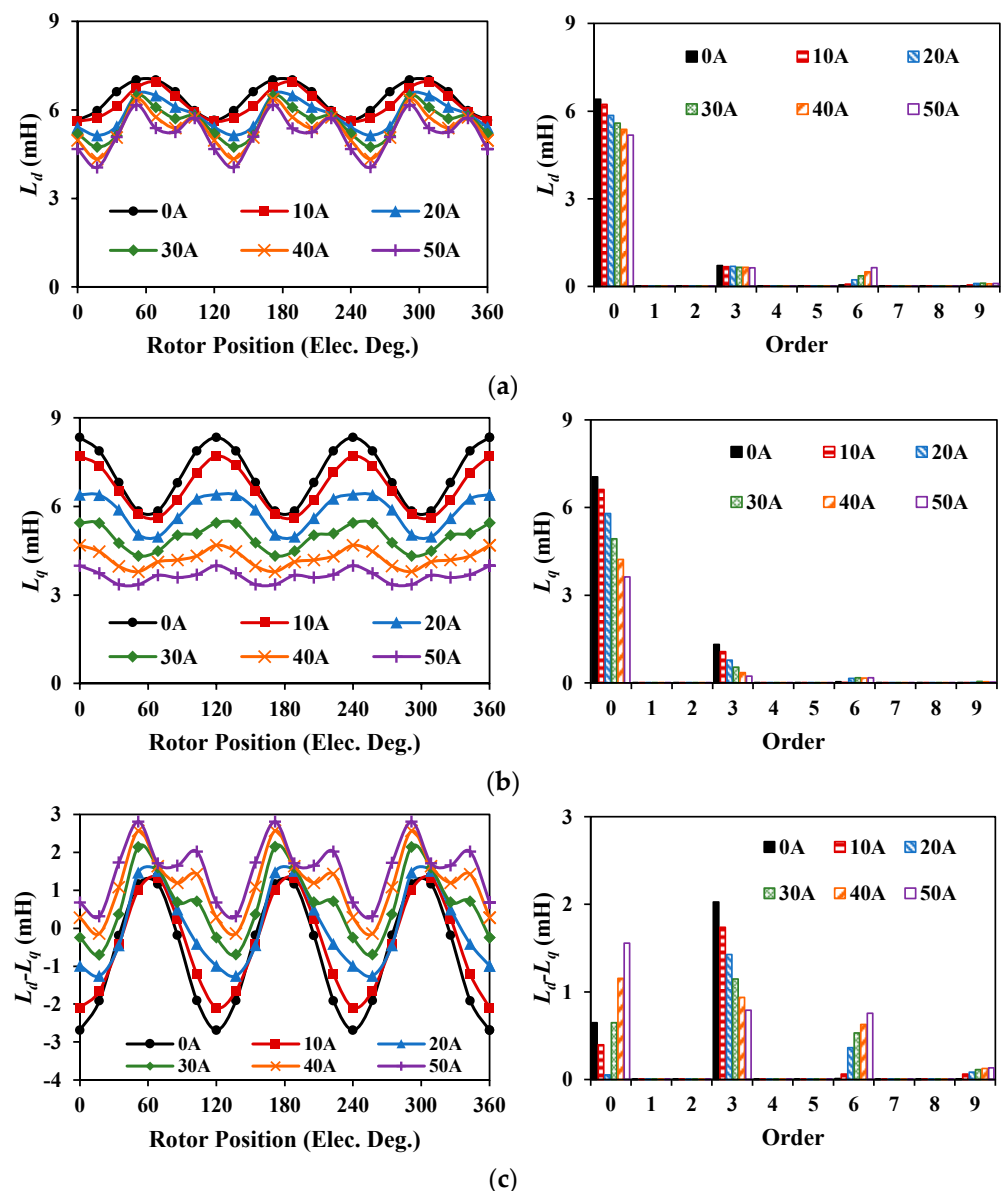 9
6
3
0
L_d (mH)
0A 10A 20A
30A 40A 50A
0 60 120 180 240 300 360
Rotor Position (Elec. Deg.)
9
6
3
0
L_d (mH)
0A 10A 20A
30A 40A 50A
0 1 2 3 4 5 6 7 8 9
Order
(a)
9
6
3
0
L_q (mH)
0A 10A 20A
30A 40A 50A
0 60 120 180 240 300 360
Rotor Position (Elec. Deg.)
9
6
3
0
L_q (mH)
0A 10A 20A
30A 40A 50A
0 1 2 3 4 5 6 7 8 9
Order
(b)
3
2
1
0
-1
-2
-3
-4
L_d-L_q (mH)
0A 10A 20A
30A 40A 50A
0 60 120 180 240 300 360
Rotor Position (Elec. Deg.)
3
2
1
0
L_d-L_q (mH)
0A 10A 20A
30A 40A 50A
0 1 2 3 4 5 6 7 8 9
Order
(c)